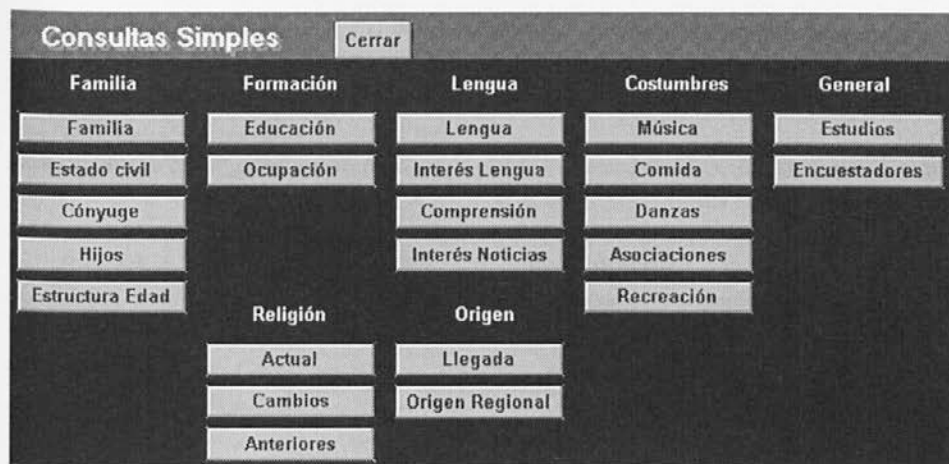 Consultas Simples Cerrar
Familia Formación Lengua Costumbres General
Familia Educación Lengua Música Estudios
Estado civil Ocupación Interés Lengua Comida Encuestadores
Cónyuge Comprensión Danzas
Hijos Interés Noticias Asociaciones
Estructura Edad Recreación
Religión Origen
Actual Llegada
Cambios Origen Regional
Anteriores